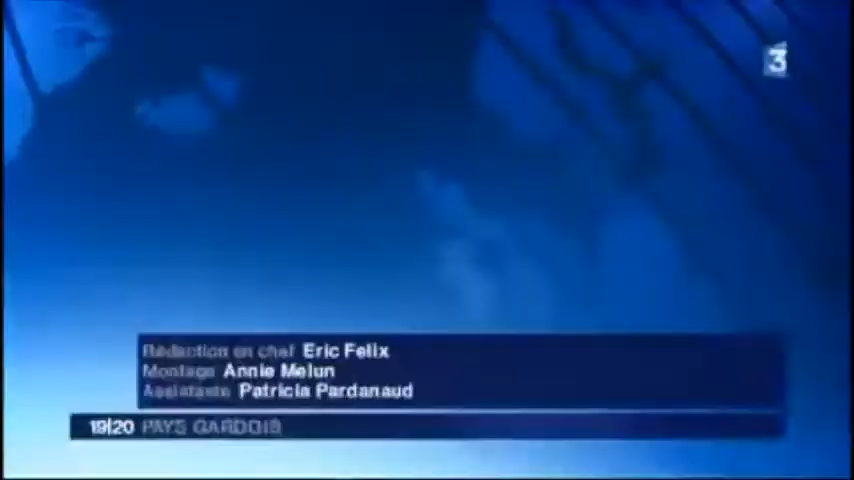 3
Rédaction en chef Eric Felix
Montage Annie Melun
Assistante Patricia Pardanaud
19|20 PAYS GARDOIS